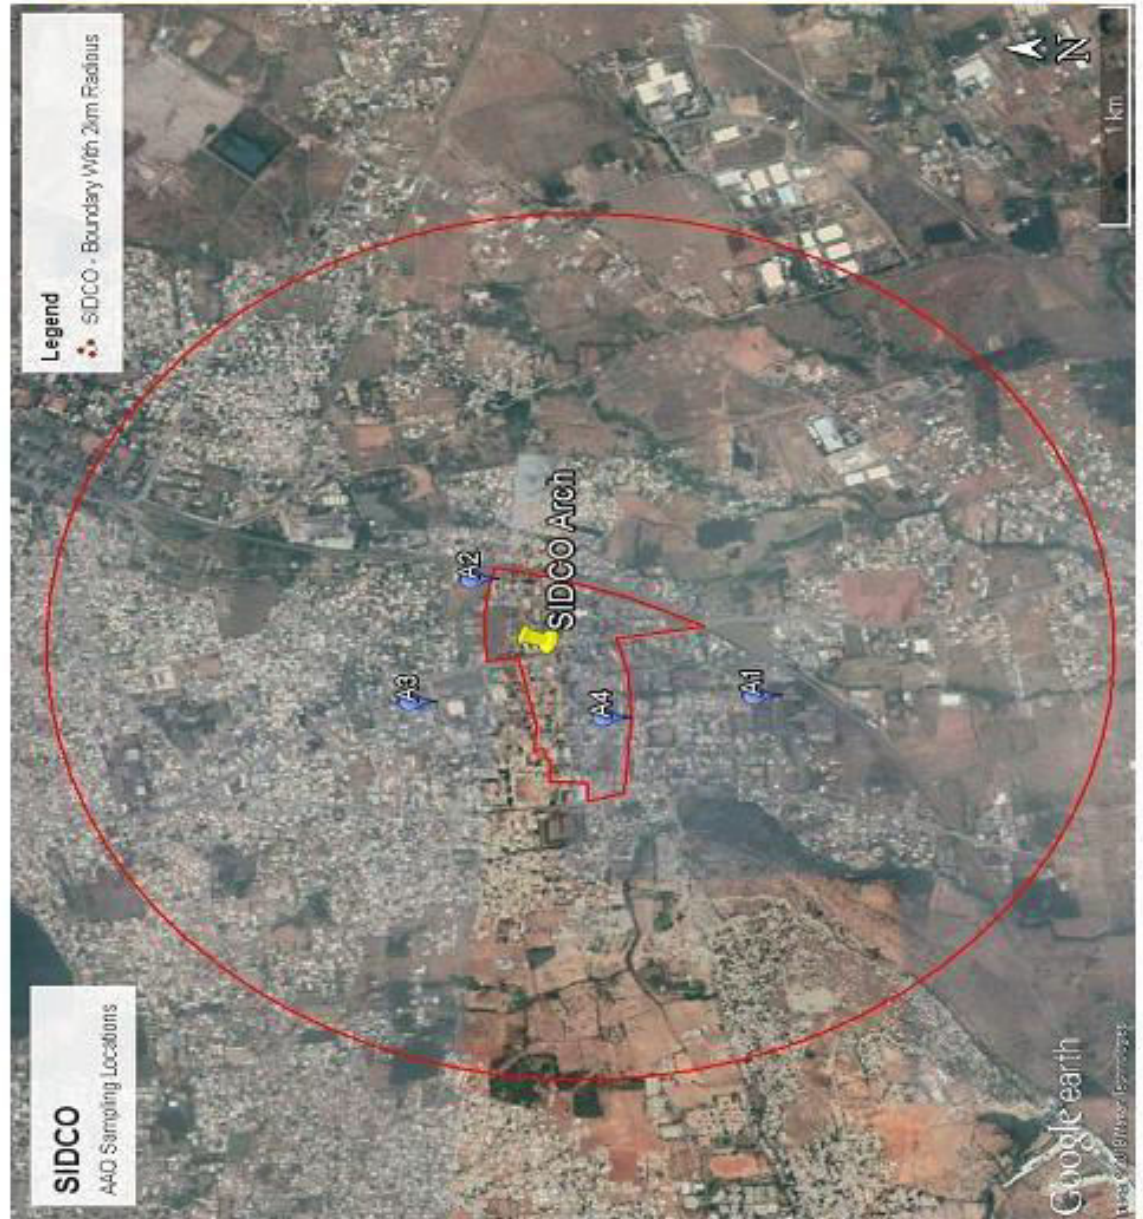 SIDCO
AAQ Sampling Locations
Legend
SIDCO - Boundary With 2km Radious
A3
A2
SIDCO Arch
A4
A1
Google earth
N
1 km